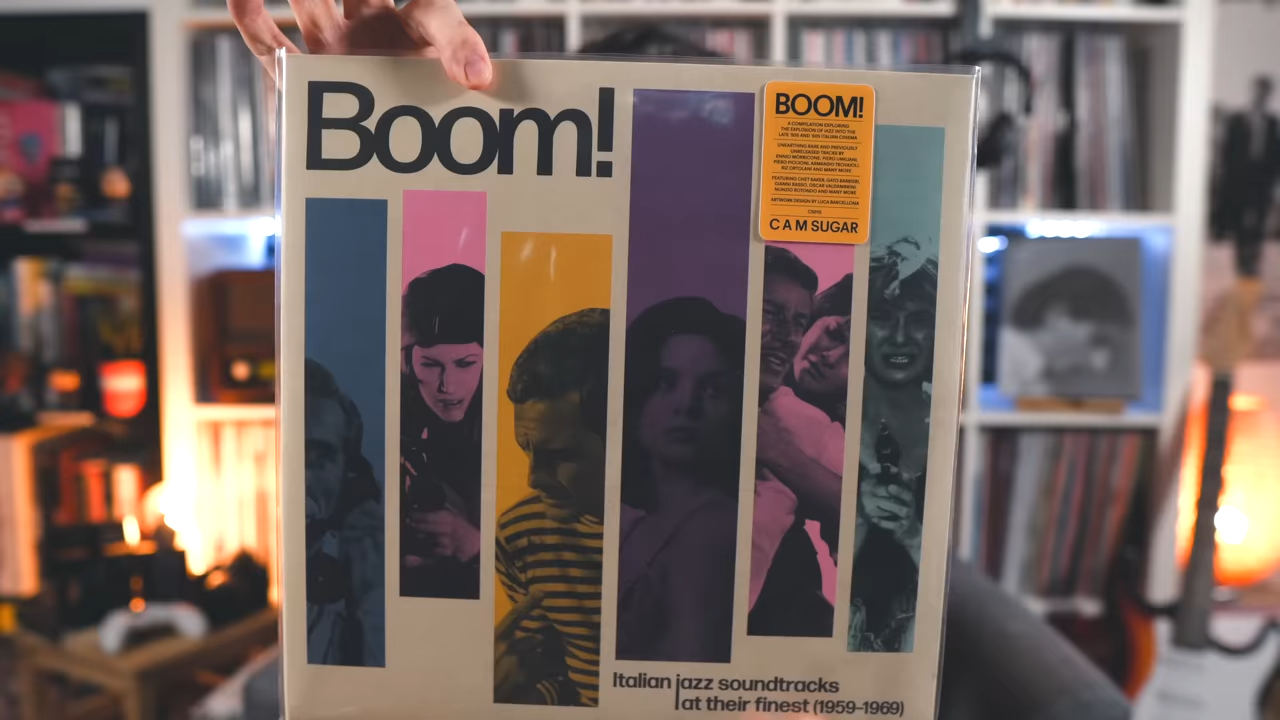 Boom!
BOOM!
A COMPILATION EXPLORING
THE EXPLOSION OF JAZZ INTO THE
LATE '50S AND '60S ITALIAN CINEMA
UNEARTHING RARE AND PREVIOUSLY
UNRELEASED TRACKS BY
ENNIO MORRICONE, PIERO UMILIANI,
PIERO PICCIONI, ARMANDO TROVAJOLI,
RIZ ORTOLANI AND MANY MORE
FEATURING CHET BAKER, GATO BARBIERI,
GIANNI BASSO, OSCAR VALDAMBRINI,
NUNZIO ROTONDO AND MANY MORE
ARTWORK DESIGN BY LUCA BARCELLONA
CAM SUGAR
Italian jazz soundtracks
at their finest (1959–1969)